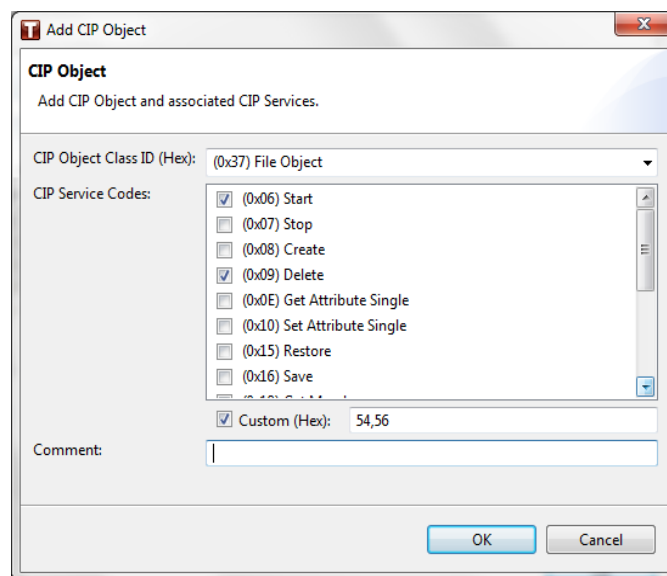 Add CIP Object
CIP Object
Add CIP Object and associated CIP Services.
CIP Object Class ID (Hex): (0x37) File Object
CIP Service Codes: (0x06) Start
(0x07) Stop
(0x08) Create
(0x09) Delete
(0x0E) Get Attribute Single
(0x10) Set Attribute Single
(0x15) Restore
(0x16) Save
Custom (Hex): 54,56
Comment:
OK Cancel